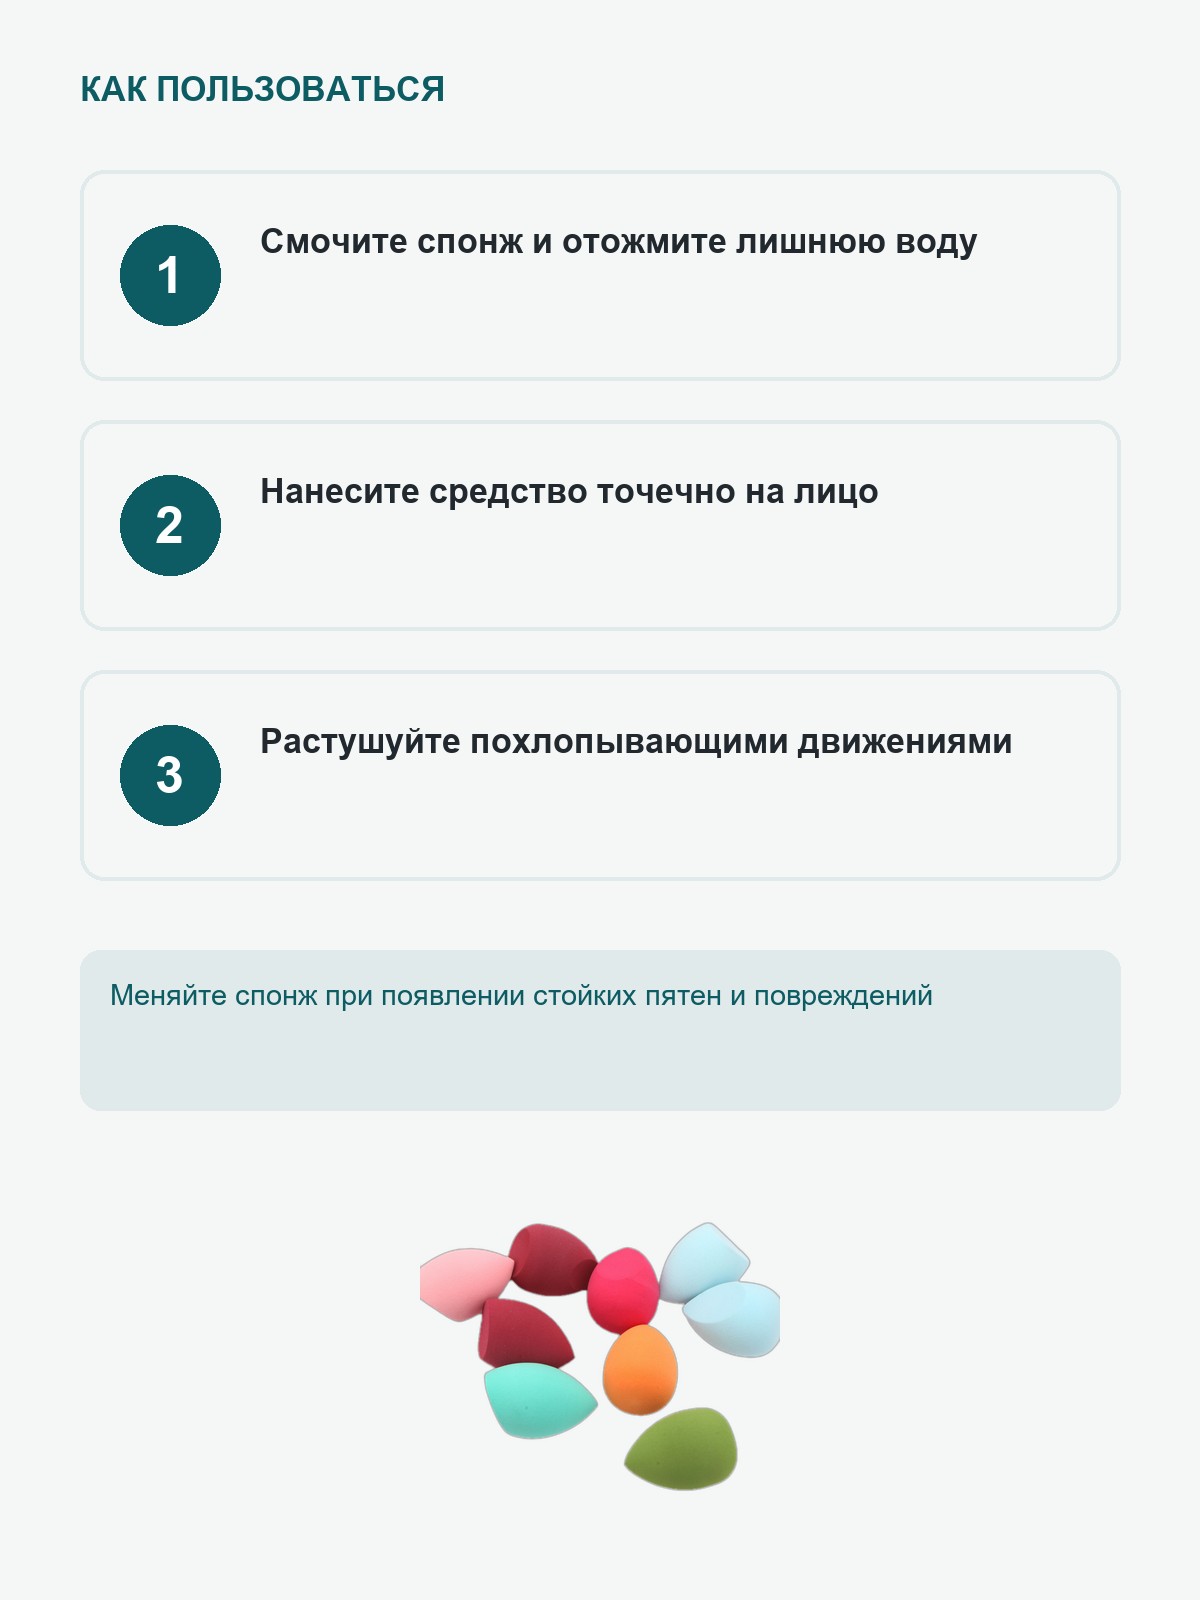 КАК ПОЛЬЗОВАТЬСЯ
1
Смочите спонж и отожмите лишнюю воду
2
Нанесите средство точечно на лицо
3
Растушуйте похлопывающими движениями
Меняйте спонж при появлении стойких пятен и повреждений